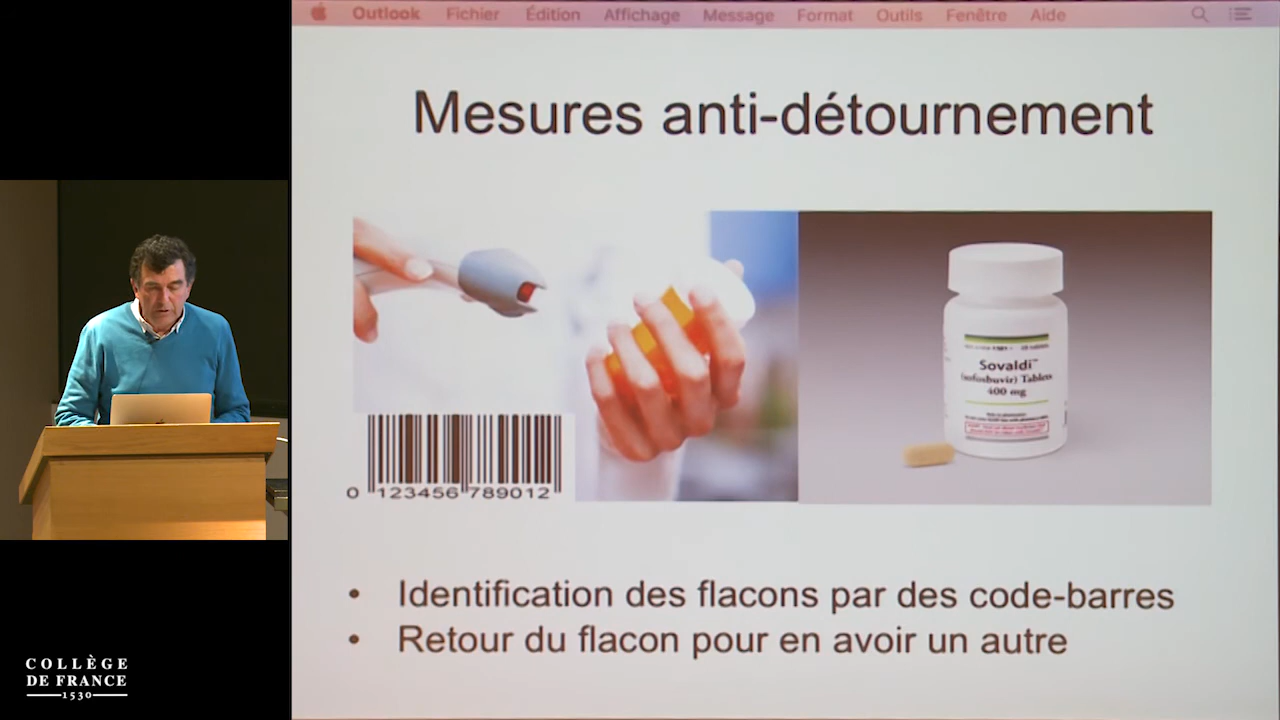 Outlook Fichier Édition Affichage Message Format Outils Fenêtre Aide
Mesures anti-détournement
Sovaldi™
(sofosbuvir) Tablets
400 mg
0 123456 789012
• Identification des flacons par des code-barres
• Retour du flacon pour en avoir un autre
COLLÈGE
DE FRANCE
1530